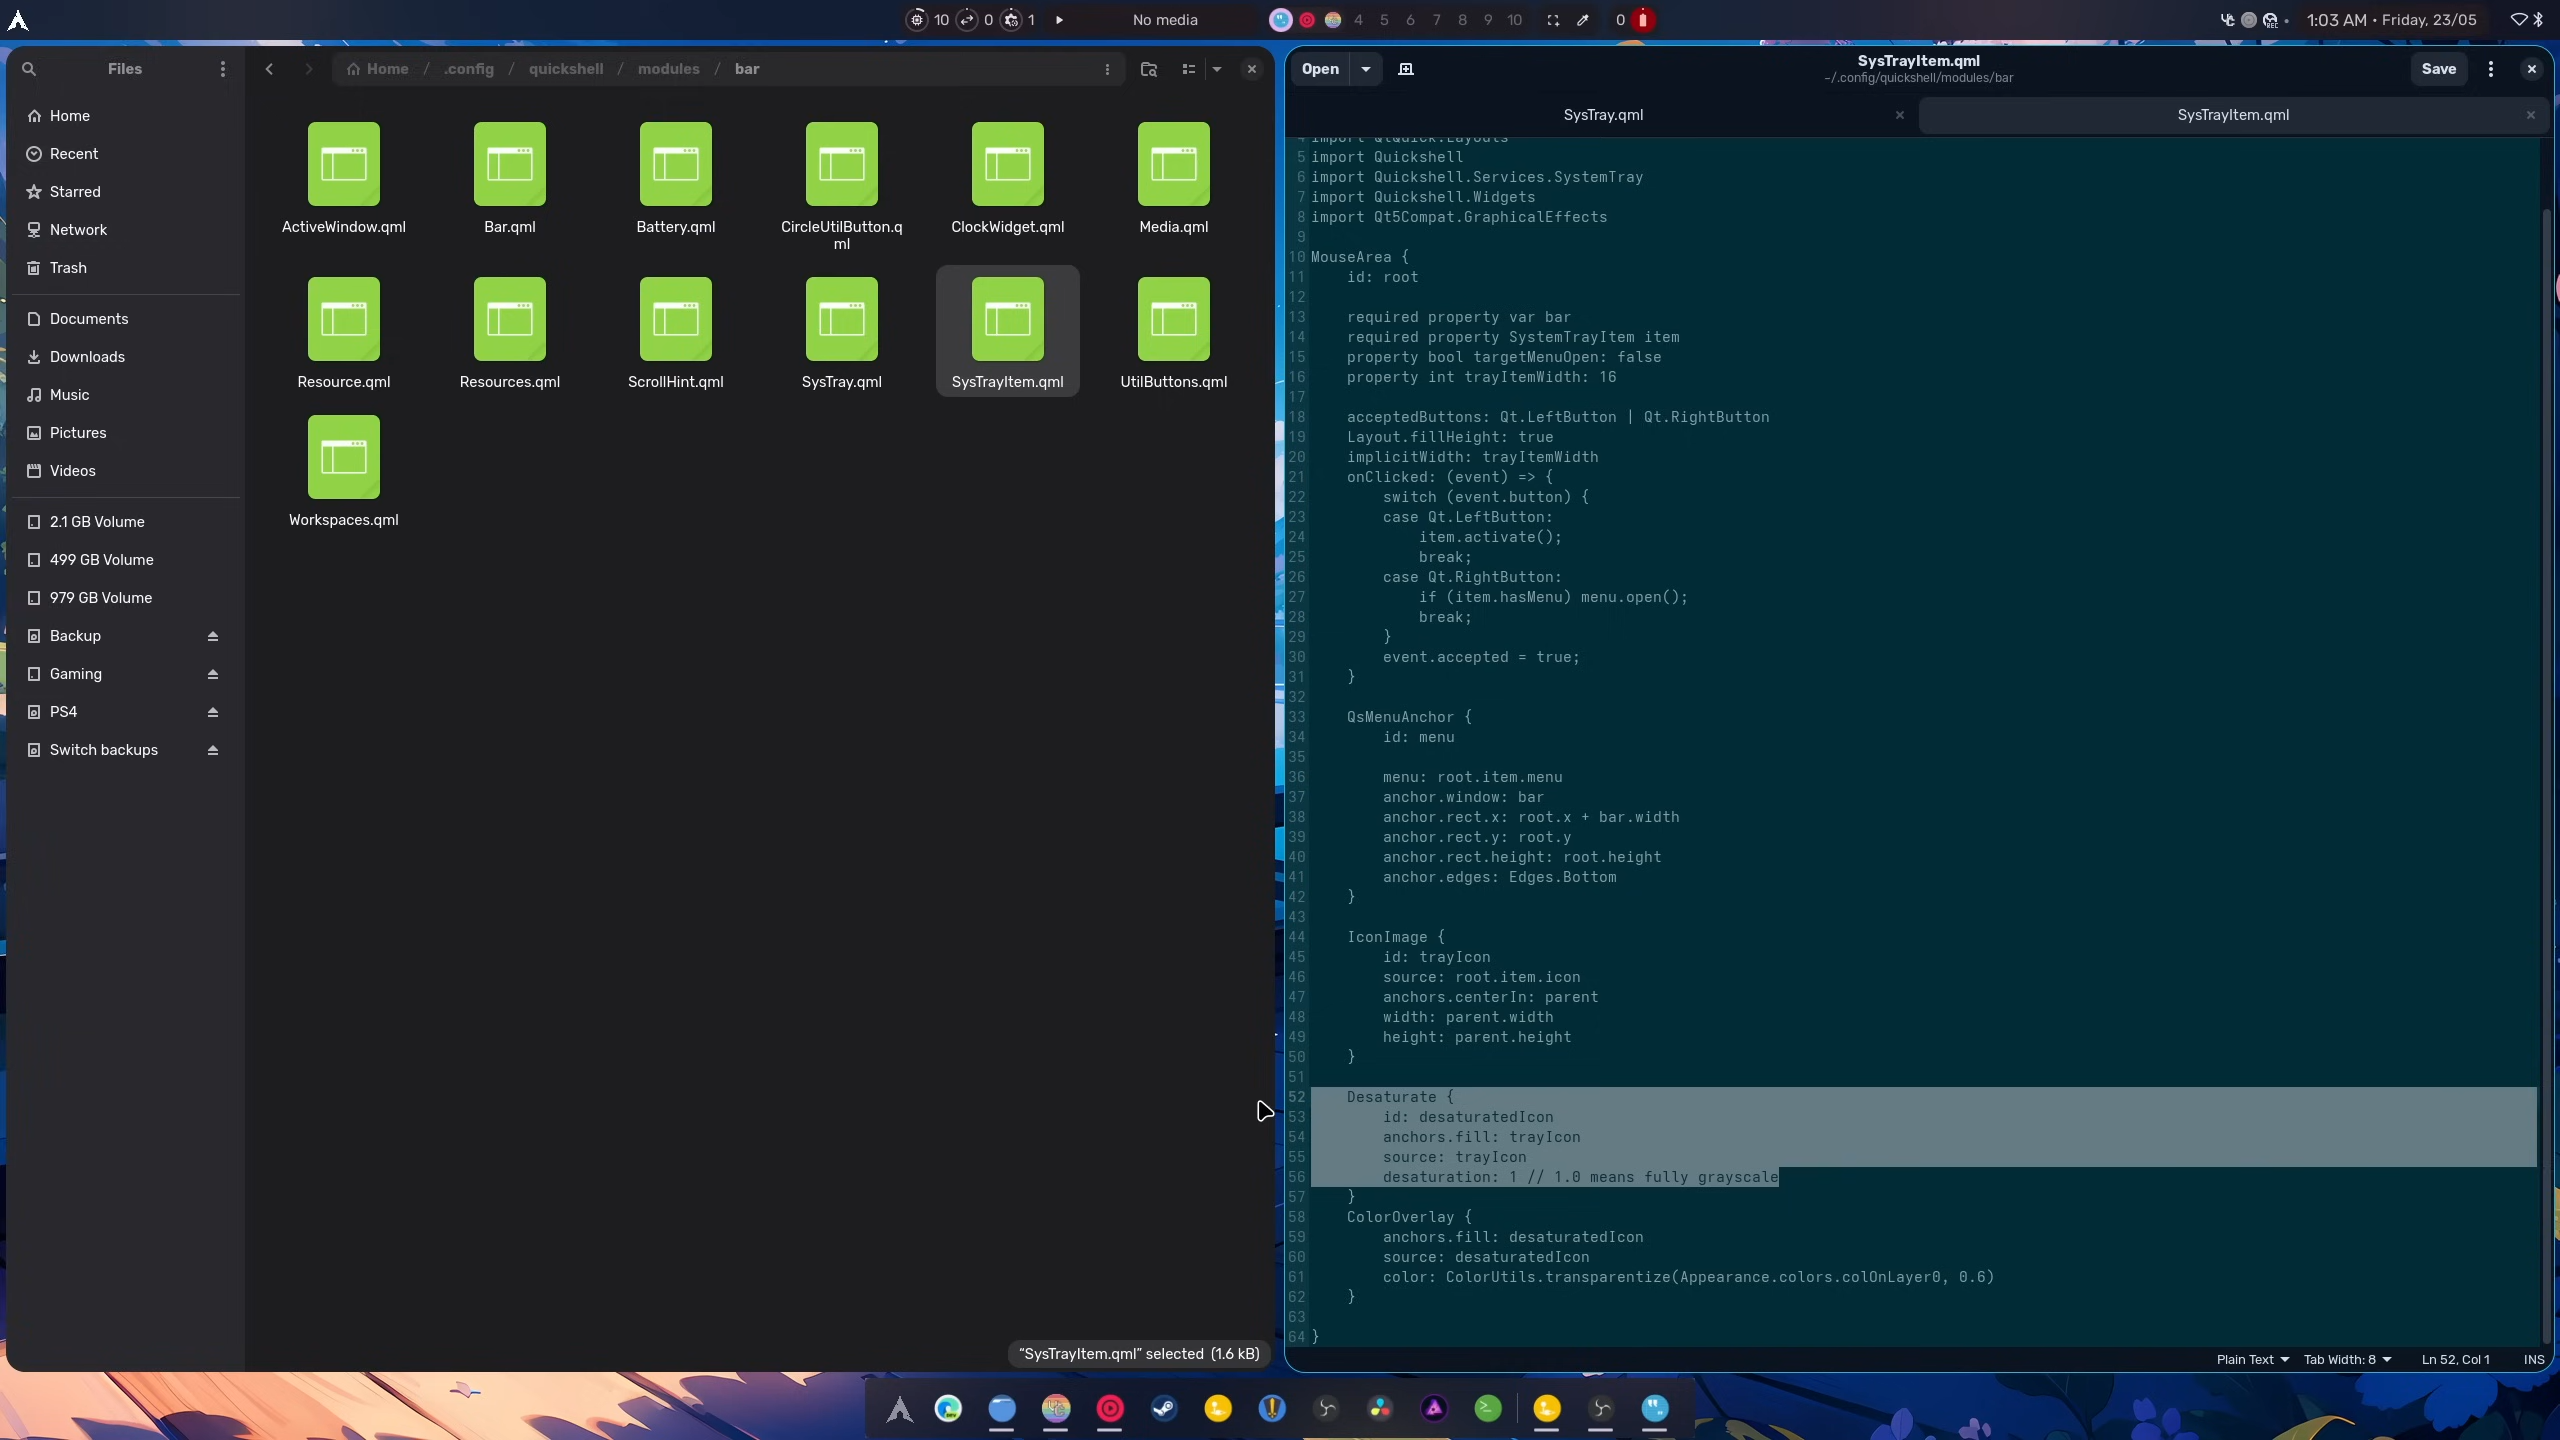 10 0 1 No media 4 5 6 7 8 9 10 0 1:03 AM • Friday, 23/05
Files
Home / .config / quickshell / modules / bar
Home
Recent
Starred
Network
Trash
Documents
Downloads
Music
Pictures
Videos
2.1 GB Volume
499 GB Volume
979 GB Volume
Backup
Gaming
PS4
Switch backups
ActiveWindow.qml
Bar.qml
Battery.qml
CircleUtilButton.q
ml
ClockWidget.qml
Media.qml
Resource.qml
Resources.qml
ScrollHint.qml
SysTray.qml
SysTrayItem.qml
UtilButtons.qml
Workspaces.qml
“SysTrayItem.qml” selected (1.6 kB)
Open
SysTrayItem.qml
~/.config/quickshell/modules/bar
Save
SysTray.qml
SysTrayItem.qml
4 import QtQuick.Layouts
5 import Quickshell
6 import Quickshell.Services.SystemTray
7 import Quickshell.Widgets
8 import Qt5Compat.GraphicalEffects
9
10 MouseArea {
11     id: root
12
13     required property var bar
14     required property SystemTrayItem item
15     property bool targetMenuOpen: false
16     property int trayItemWidth: 16
17
18     acceptedButtons: Qt.LeftButton | Qt.RightButton
19     Layout.fillHeight: true
20     implicitWidth: trayItemWidth
21     onClicked: (event) => {
22         switch (event.button) {
23         case Qt.LeftButton:
24             item.activate();
25             break;
26         case Qt.RightButton:
27             if (item.hasMenu) menu.open();
28             break;
29         }
30         event.accepted = true;
31     }
32
33     QsMenuAnchor {
34         id: menu
35
36         menu: root.item.menu
37         anchor.window: bar
38         anchor.rect.x: root.x + bar.width
39         anchor.rect.y: root.y
40         anchor.rect.height: root.height
41         anchor.edges: Edges.Bottom
42     }
43
44     IconImage {
45         id: trayIcon
46         source: root.item.icon
47         anchors.centerIn: parent
48         width: parent.width
49         height: parent.height
50     }
51
52     Desaturate {
53         id: desaturatedIcon
54         anchors.fill: trayIcon
55         source: trayIcon
56         desaturation: 1 // 1.0 means fully grayscale
57     }
58     ColorOverlay {
59         anchors.fill: desaturatedIcon
60         source: desaturatedIcon
61         color: ColorUtils.transparentize(Appearance.colors.colOnLayer0, 0.6)
62     }
63
64 }
Plain Text Tab Width: 8 Ln 52, Col 1 INS